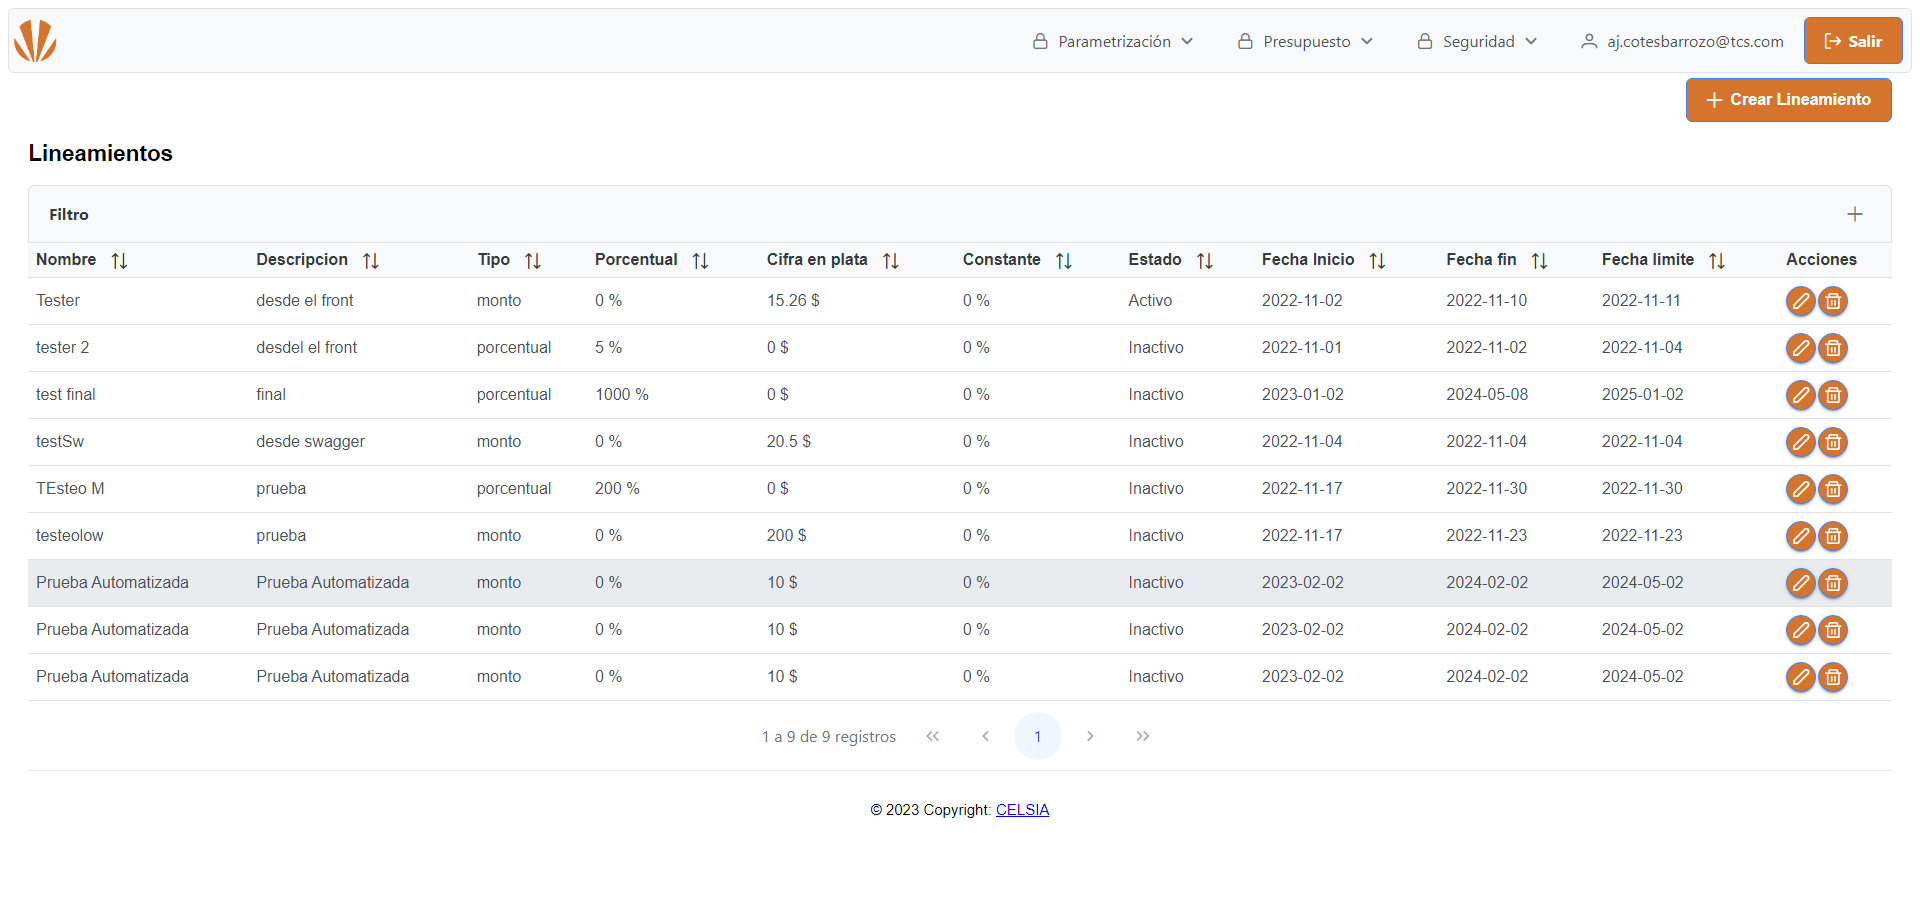 Parametrización Presupuesto Seguridad aj.cotesbarrozo@tcs.com Salir
Crear Lineamiento
Lineamientos
Filtro
Nombre Descripcion Tipo Porcentual Cifra en plata Constante Estado Fecha Inicio Fecha fin Fecha limite Acciones
Tester desde el front monto 0 % 15.26 $ 0 % Activo 2022-11-02 2022-11-10 2022-11-11
tester 2 desdel el front porcentual 5 % 0 $ 0 % Inactivo 2022-11-01 2022-11-02 2022-11-04
test final final porcentual 1000 % 0 $ 0 % Inactivo 2023-01-02 2024-05-08 2025-01-02
testSw desde swagger monto 0 % 20.5 $ 0 % Inactivo 2022-11-04 2022-11-04 2022-11-04
TEsteo M prueba porcentual 200 % 0 $ 0 % Inactivo 2022-11-17 2022-11-30 2022-11-30
testeolow prueba monto 0 % 200 $ 0 % Inactivo 2022-11-17 2022-11-23 2022-11-23
Prueba Automatizada Prueba Automatizada monto 0 % 10 $ 0 % Inactivo 2023-02-02 2024-02-02 2024-05-02
Prueba Automatizada Prueba Automatizada monto 0 % 10 $ 0 % Inactivo 2023-02-02 2024-02-02 2024-05-02
Prueba Automatizada Prueba Automatizada monto 0 % 10 $ 0 % Inactivo 2023-02-02 2024-02-02 2024-05-02
1 a 9 de 9 registros 1
© 2023 Copyright: CELSIA